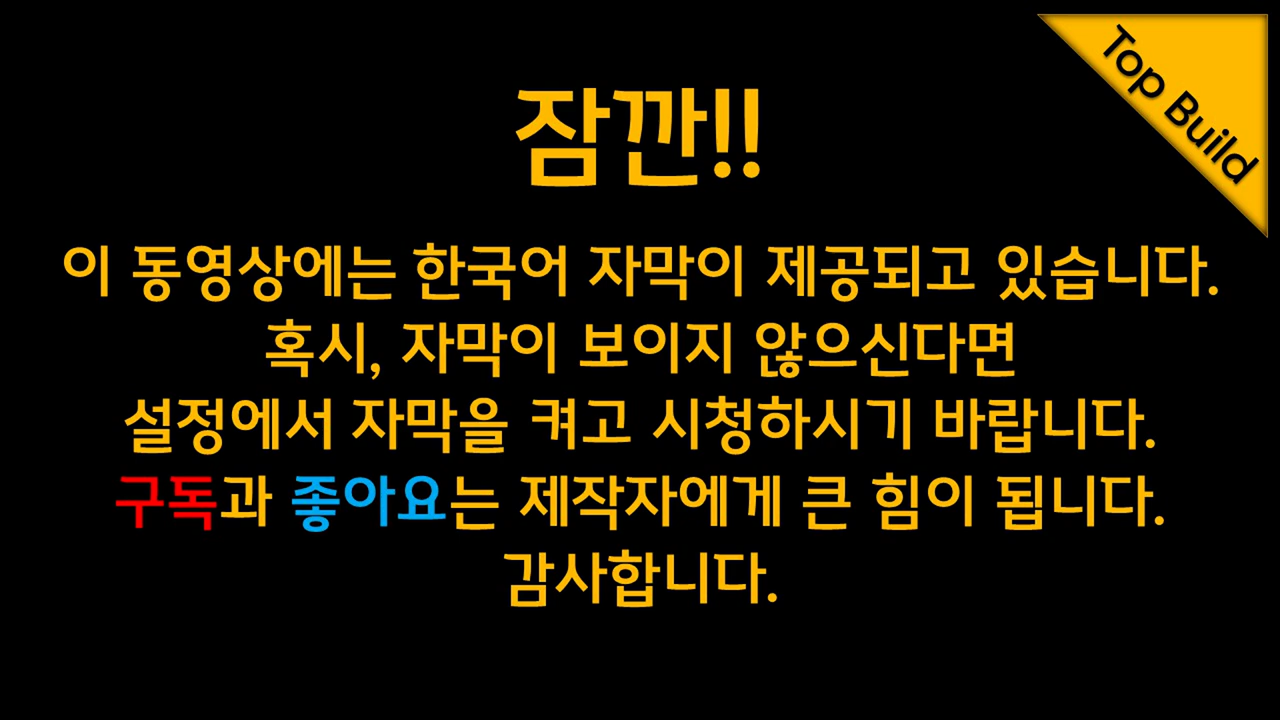 Top Build
잠깐!!
이 동영상에는 한국어 자막이 제공되고 있습니다.
혹시, 자막이 보이지 않으신다면
설정에서 자막을 켜고 시청하시기 바랍니다.
구독과 좋아요는 제작자에게 큰 힘이 됩니다.
감사합니다.